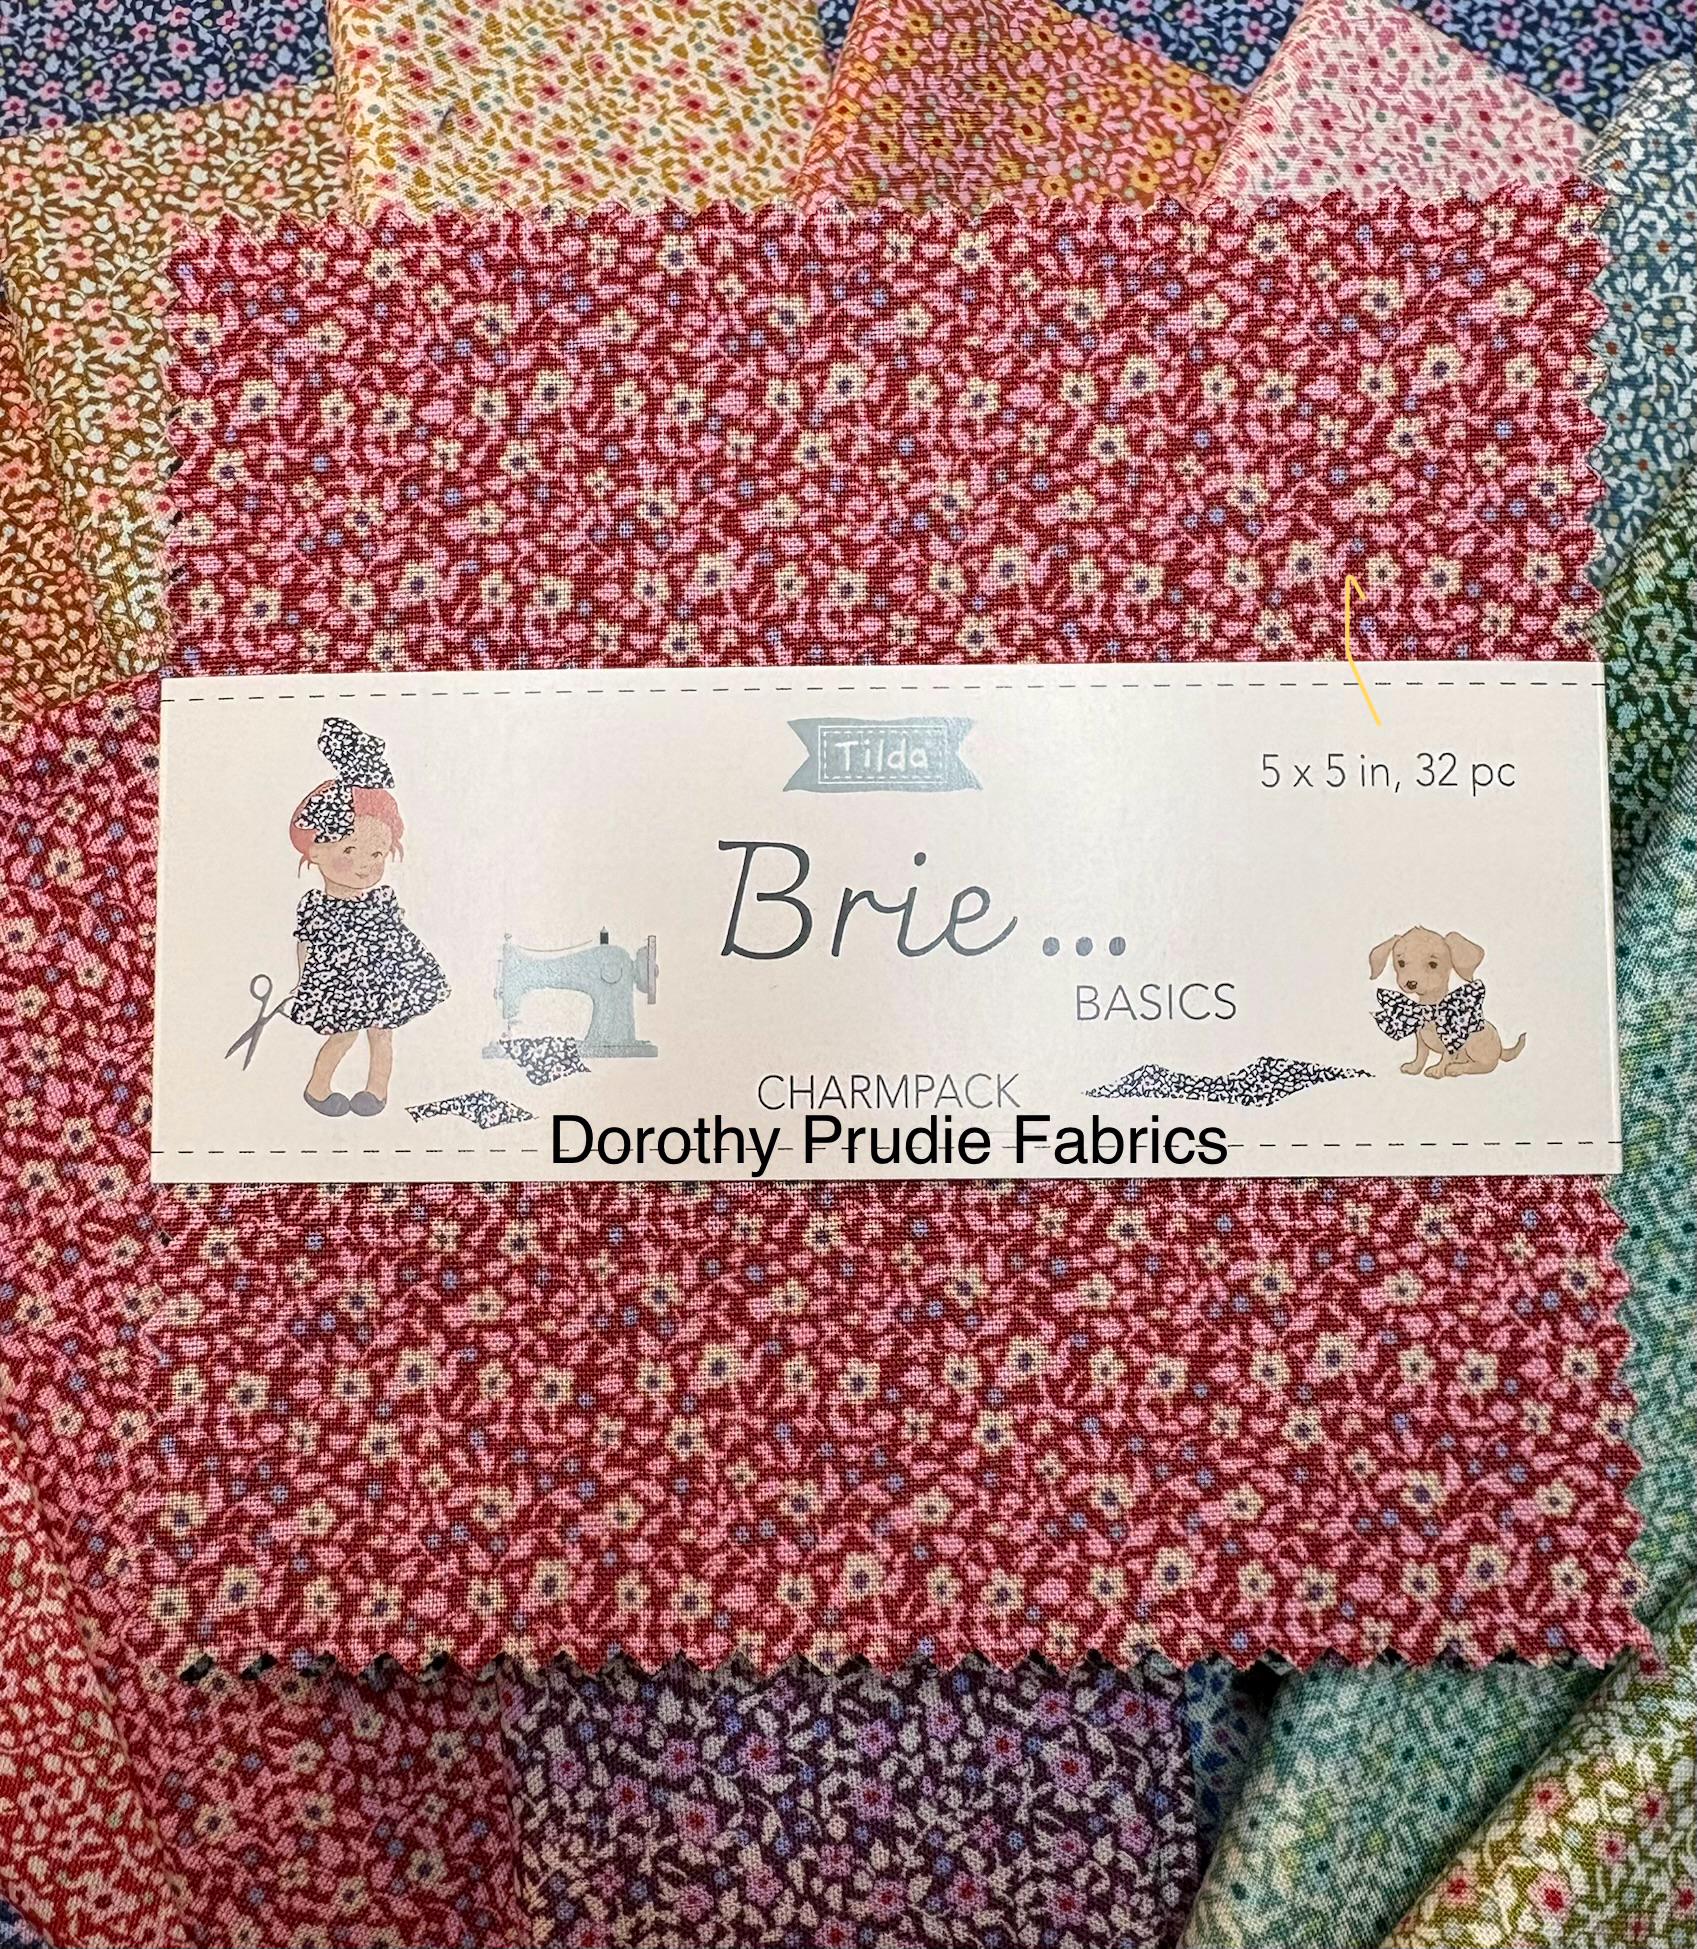 Tilda
5 x 5 in, 32 pc
Brie...
BASICS
CHARMPACK
Dorothy Prudie Fabrics